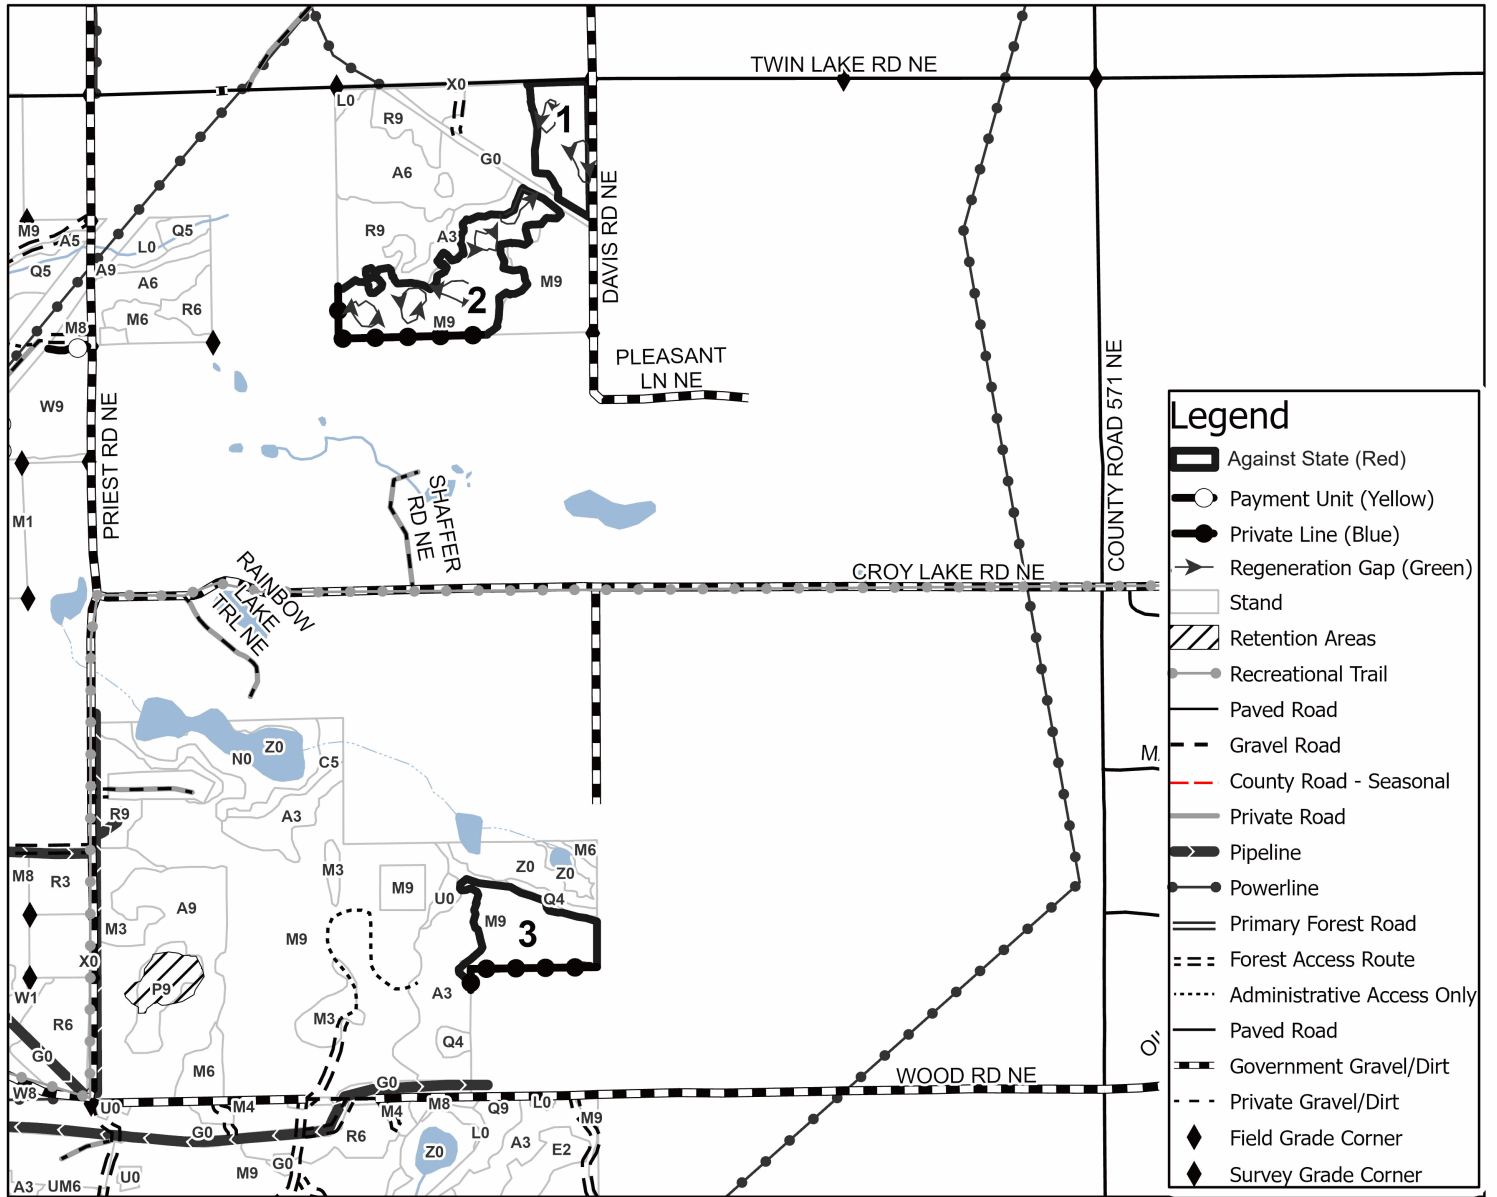 TWIN LAKE RD NE
X0
L0
R9
1
G0
A6
DAVIS RD NE
M9
A5
L0
Q5
R9
A3
Q5
A9
A6
M9
2
M6
R6
M9
M8
PLEASANT
LN NE
COUNTY ROAD 571 NE
W9
PRIEST RD NE
SHAFFER
RD NE
M1
CROY LAKE RD NE
RAINBOW
LAKE
TRL NE
Z0
N0
C5
M.
R9
A3
M6
M3
Z0
Z0
M8
R3
M9
U0
Q4
A9
M9
3
M3
M9
X0
P9
A3
W1
M3
R6
Q4
G0
M6
WOOD RD NE
G0
W8
U0
M4
M4
M8
Q9
L0
M9
G0
R6
L0
A3
E2
Z0
G0
M9
U0
A3
UM6
Legend
Against State (Red)
Payment Unit (Yellow)
Private Line (Blue)
Regeneration Gap (Green)
Stand
Retention Areas
Recreational Trail
Paved Road
Gravel Road
County Road - Seasonal
Private Road
Pipeline
Powerline
Primary Forest Road
Forest Access Route
Administrative Access Only
Paved Road
Government Gravel/Dirt
Private Gravel/Dirt
Field Grade Corner
Survey Grade Corner